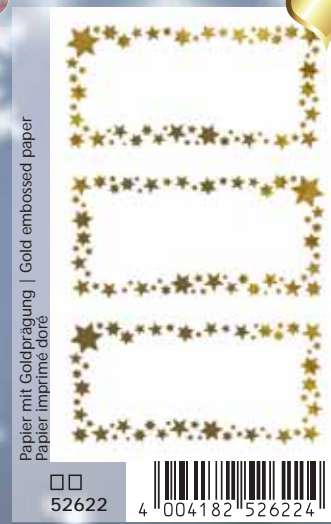 Papier mit Goldprägung | Gold embossed paper
Papier imprimé doré
52622
4 004182 526224